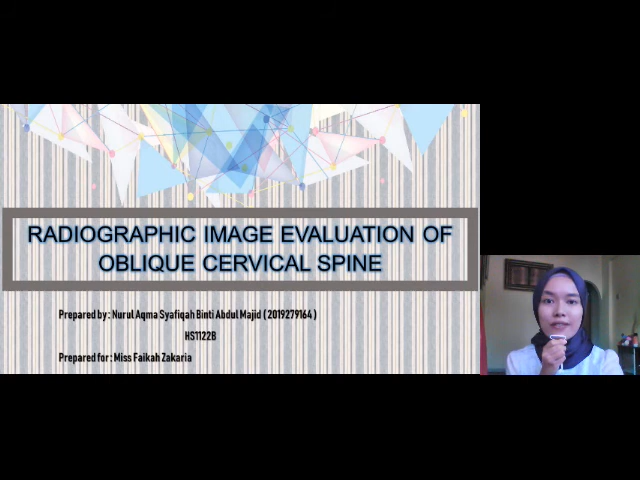 RADIOGRAPHIC IMAGE EVALUATION OF
OBLIQUE CERVICAL SPINE
Prepared by : Nurul Aqma Syafiqah Binti Abdul Majid ( 2019279164 )
HS1122B
Prepared for : Miss Faikah Zakaria